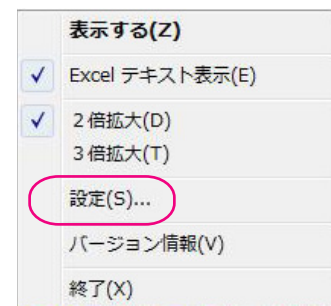 表示する(Z)
Excel テキスト表示(E)
２倍拡大(D)
３倍拡大(T)
設定(S)...
バージョン情報(V)
終了(X)